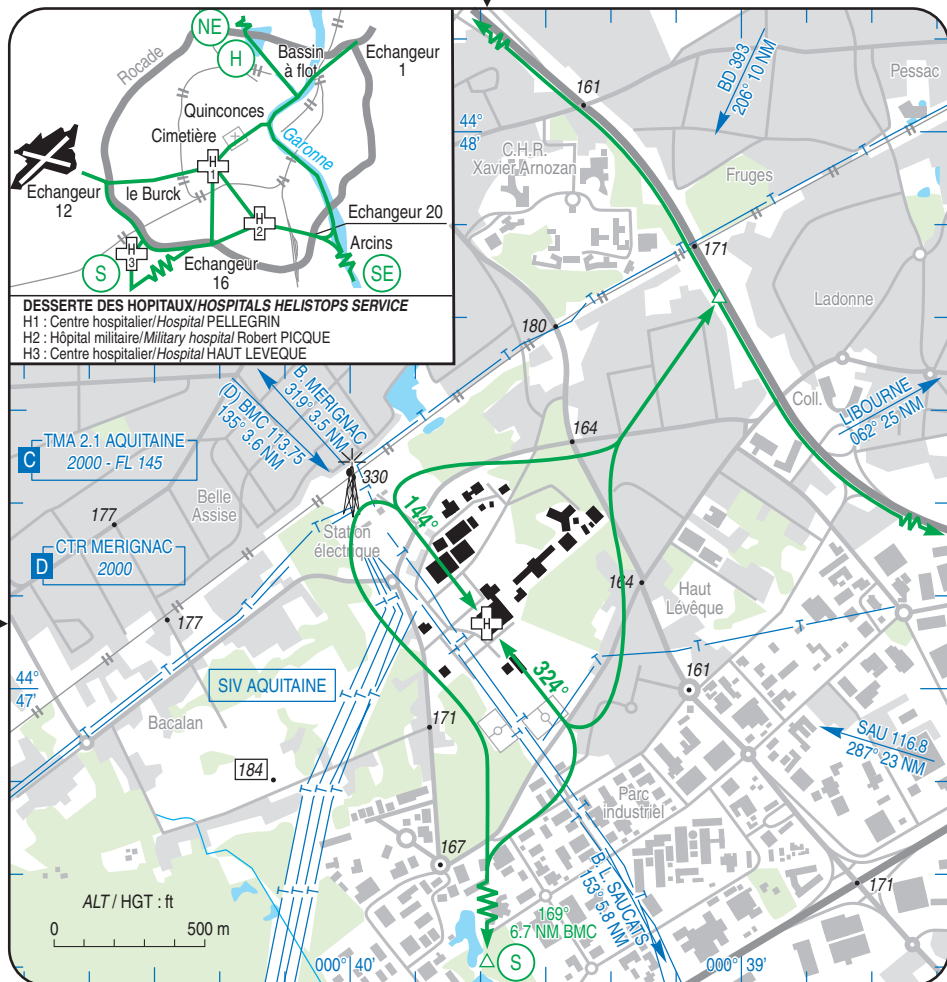 NE
H
Rocade
Bassin
à flot
Echangeur
1
Quinconces
Cimetière
Garonne
H
1
Echangeur
12
le Burck
H
2
Echangeur 20
H
3
Arcins
S
Echangeur
16
SE
DESSERTE DES HOPITAUX/HOSPITALS HELISTOPS SERVICE
H1 : Centre hospitalier/Hospital PELLEGRIN
H2 : Hôpital militaire/Military hospital Robert PICQUE
H3 : Centre hospitalier/Hospital HAUT LEVEQUE
BD 393
206° 10 NM
Pessac
161
44°
48'
C.H.R.
Xavier Arnozan
Fruges
171
Ladonne
180
Coll.
LIBOURNE
062° 25 NM
B. MERIGNAC
319° 3.5 NM
(D) BMC 113.75
135° 3.6 NM
164
C
TMA 2.1 AQUITAINE
2000 - FL 145
330
Belle
Assise
177
144°
Station
électrique
D
CTR MERIGNAC
2000
164
Haut
Lévêque
177
H
324°
44°
47'
SIV AQUITAINE
161
Bacalan
171
SAU 116.8
287° 23 NM
184
Parc
industriel
167
171
B. L. SAUCATS
153° 5.8 NM
ALT / HGT : ft
0
500 m
169°
6.7 NM BMC
S
000° 40'
000° 39'
T